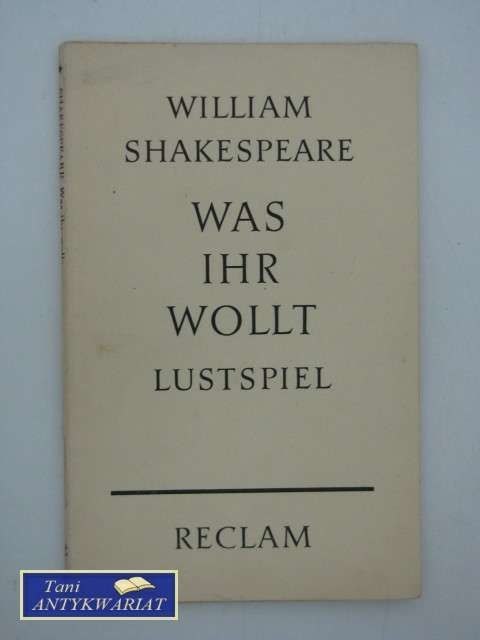 WILLIAM
SHAKESPEARE
WAS
IHR
WOLLT
LUSTSPIEL
RECLAM
Tani
ANTYKWARIAT